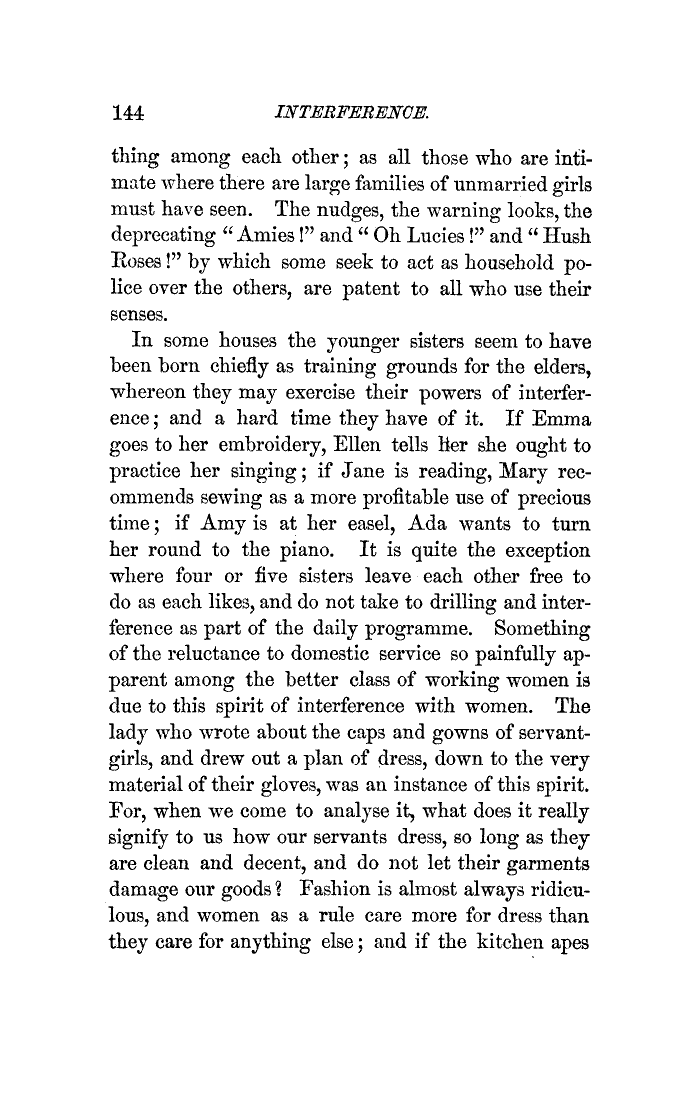 144 INTERFERENCE.
thing among each other; as all those who are inti-
mate where there are large families of unmarried girls
must have seen. The nudges, the warning looks, the
deprecating "Amies!" and "Oh Lucies!" and "Hush
Roses!" by which some seek to act as household po-
lice over the others, are patent to all who use their
senses.
In some houses the younger sisters seem to have
been born chiefly as training grounds for the elders,
whereon they may exercise their powers of interfer-
ence; and a hard time they have of it. If Emma
goes to her embroidery, Ellen tells her she ought to
practice her singing; if Jane is reading, Mary rec-
ommends sewing as a more profitable use of precious
time; if Amy is at her easel, Ada wants to turn
her round to the piano. It is quite the exception
where four or five sisters leave each other free to
do as each likes, and do not take to drilling and inter-
ference as part of the daily programme. Something
of the reluctance to domestic service so painfully ap-
parent among the better class of working women is
due to this spirit of interference with women. The
lady who wrote about the caps and gowns of servant-
girls, and drew out a plan of dress, down to the very
material of their gloves, was an instance of this spirit.
For, when we come to analyse it, what does it really
signify to us how our servants dress, so long as they
are clean and decent, and do not let their garments
damage our goods? Fashion is almost always ridicu-
lous, and women as a rule care more for dress than
they care for anything else; and if the kitchen apes